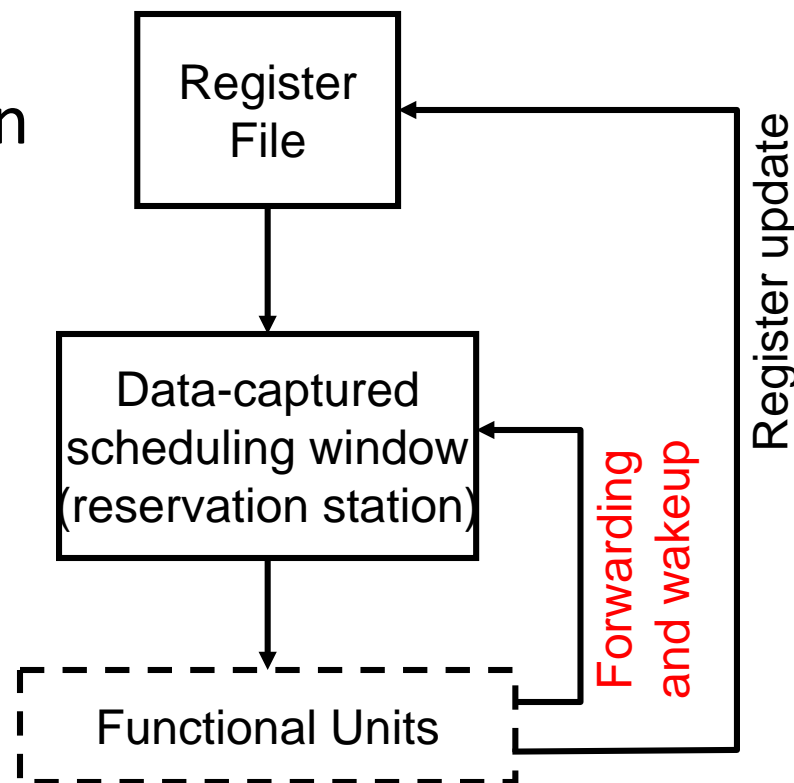 Register
File
n
Data-captured
scheduling window
(reservation station)
Forwarding
and wakeup
Register update
Functional Units